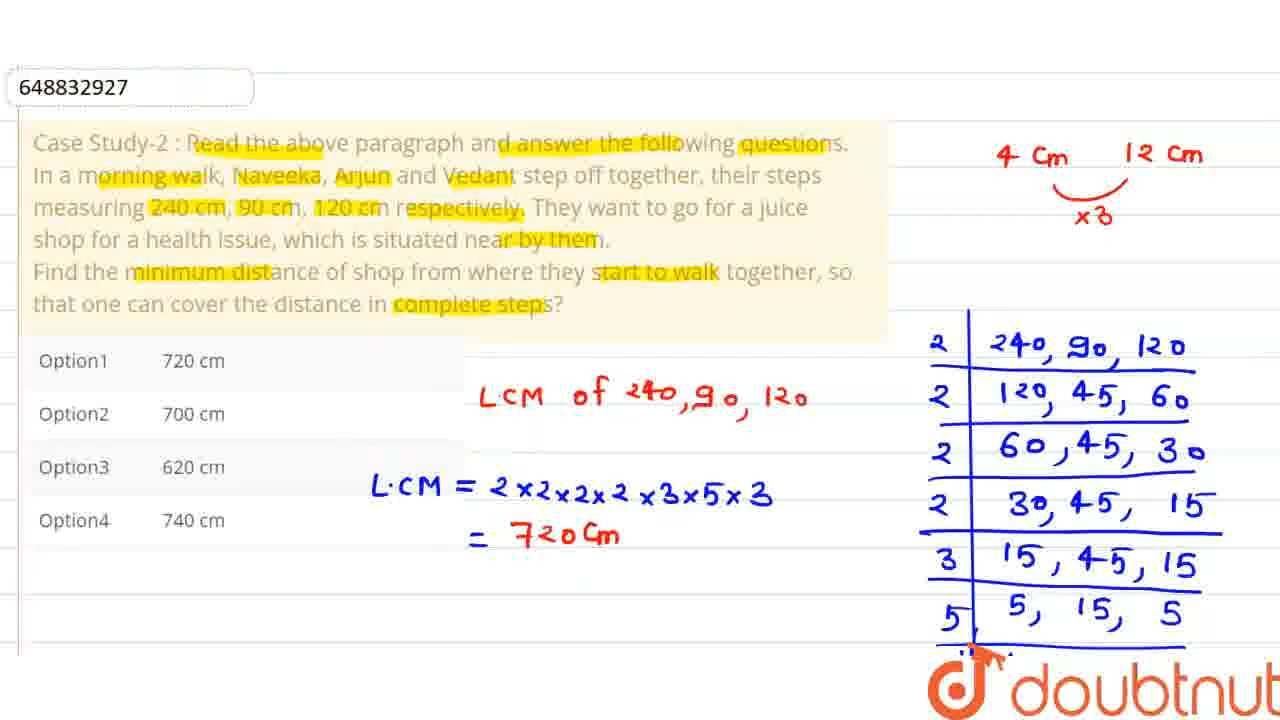 648832927
Case Study-2 : Read the above paragraph and answer the following questions.
In a morning walk, Naveeka, Arjun and Vedant step off together, their steps
measuring 240 cm, 90 cm, 120 cm respectively. They want to go for a juice
shop for a health issue, which is situated near by them.
Find the minimum distance of shop from where they start to walk together, so
that one can cover the distance in complete steps?
Option1 720 cm
Option2 700 cm
Option3 620 cm
Option4 740 cm
L.CM of 240, 90, 120
L.CM = 2×2×2×2×3×5×3
= 720 Cm
4 Cm 12 Cm
×3
2 240, 90, 120
2 120, 45, 60
2 60, 45, 30
2 30, 45, 15
3 15, 45, 15
5 5, 15, 5
doubtnut